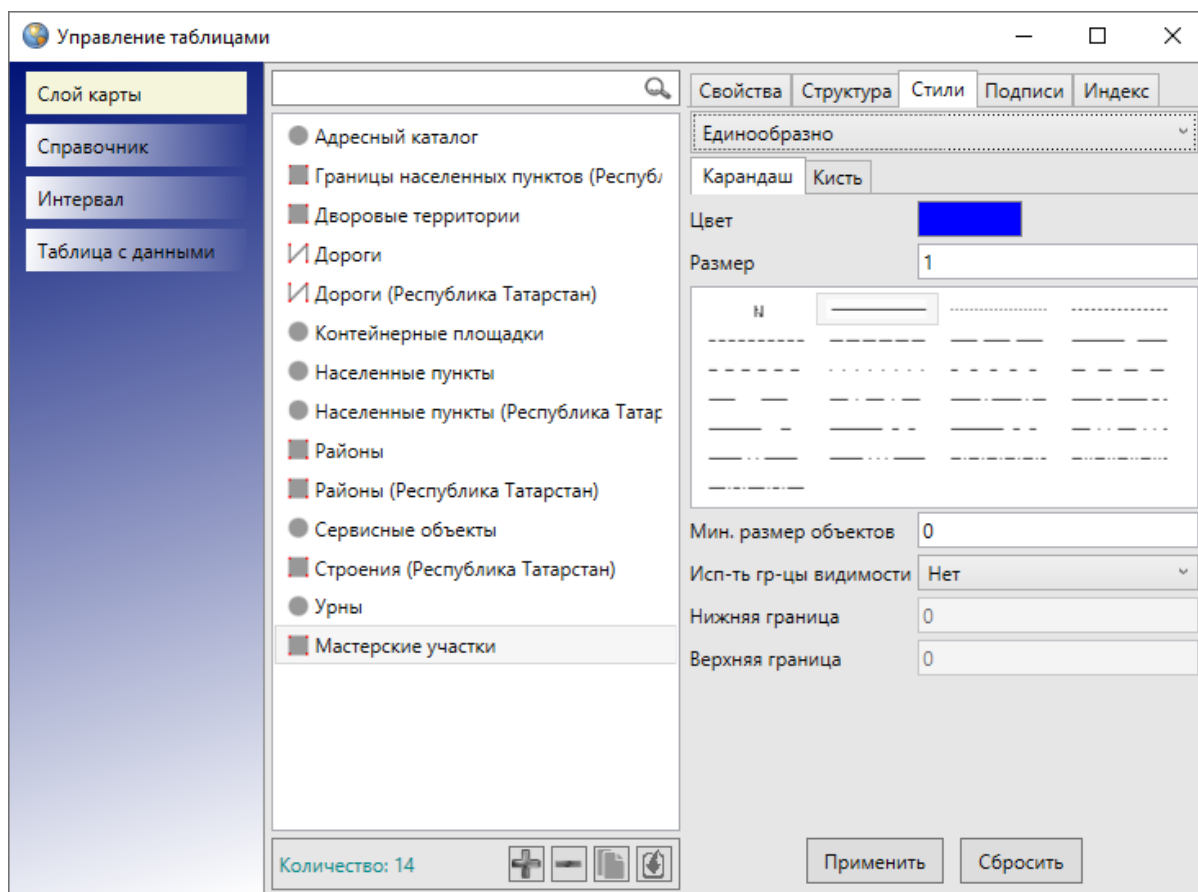 Управление таблицами
Слой карты
Справочник
Интервал
Таблица с данными
Адресный каталог
Границы населенных пунктов (Республ
Дворовые территории
Дороги
Дороги (Республика Татарстан)
Контейнерные площадки
Населенные пункты
Населенные пункты (Республика Татар
Районы
Районы (Республика Татарстан)
Сервисные объекты
Строения (Республика Татарстан)
Урны
Мастерские участки
Количество: 14
Свойства Структура Стили Подписи Индекс
Единообразно
Карандаш Кисть
Цвет
Размер 1
N
Мин. размер объектов 0
Исп-ть гр-цы видимости Нет
Нижняя граница 0
Верхняя граница 0
Применить Сбросить